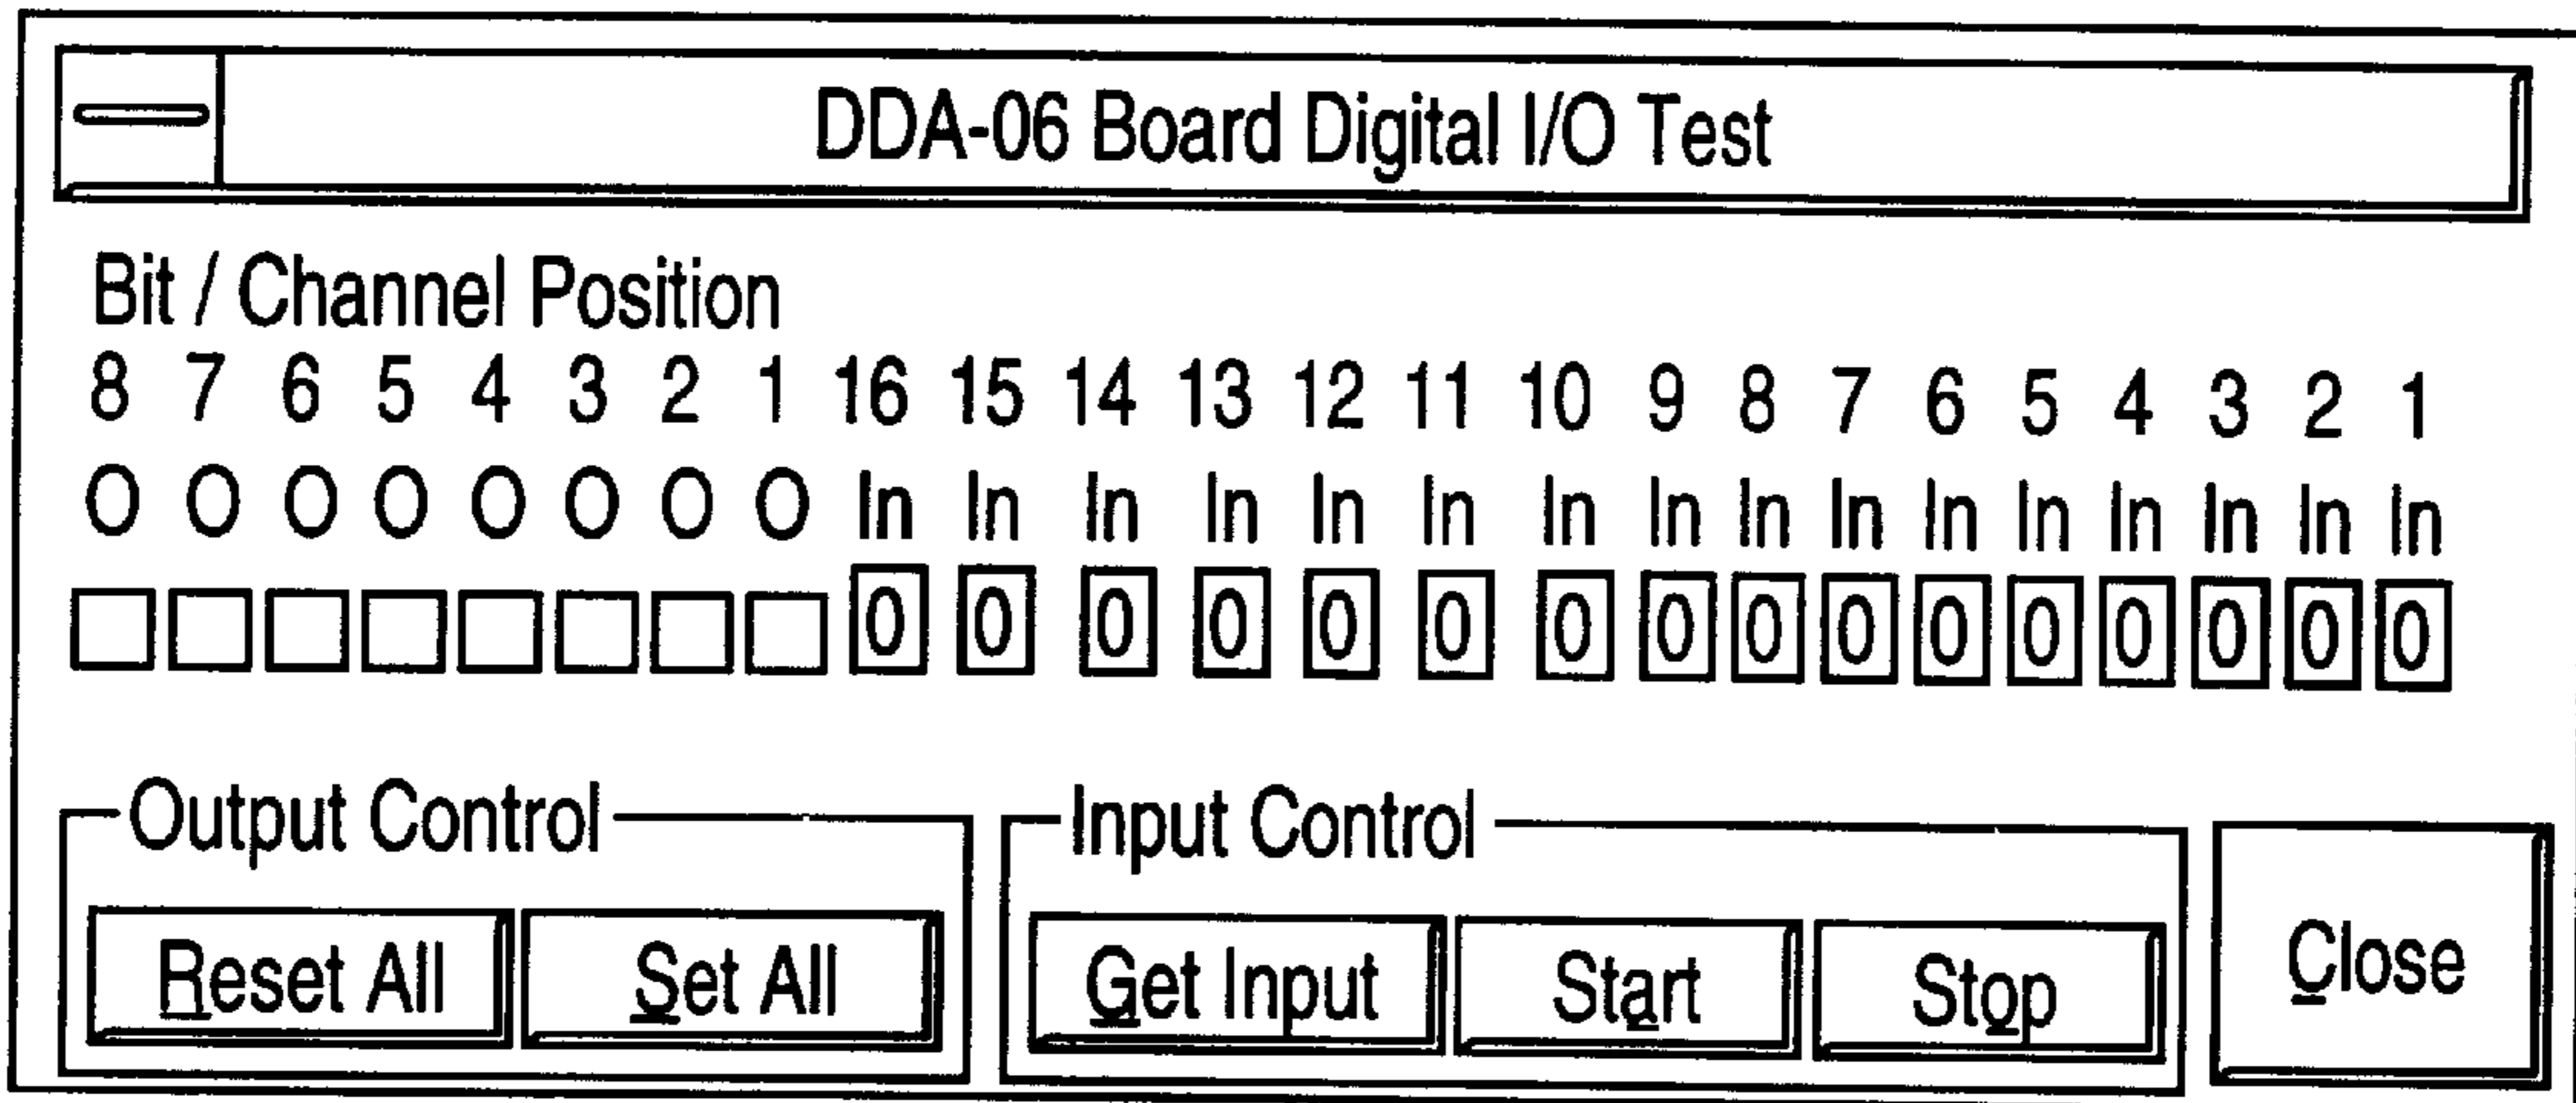 DDA-06 Board Digital I/O Test
Bit / Channel Position
8 7 6 5 4 3 2 1 16 15 14 13 12 11 10 9 8 7 6 5 4 3 2 1
O O O O O O O O In In In In In In In In In In In In In In In In
0 0 0 0 0 0 0 0 0 0 0 0 0 0 0 0
Output Control Input Control
Reset All Set All Get Input Start Stop Close